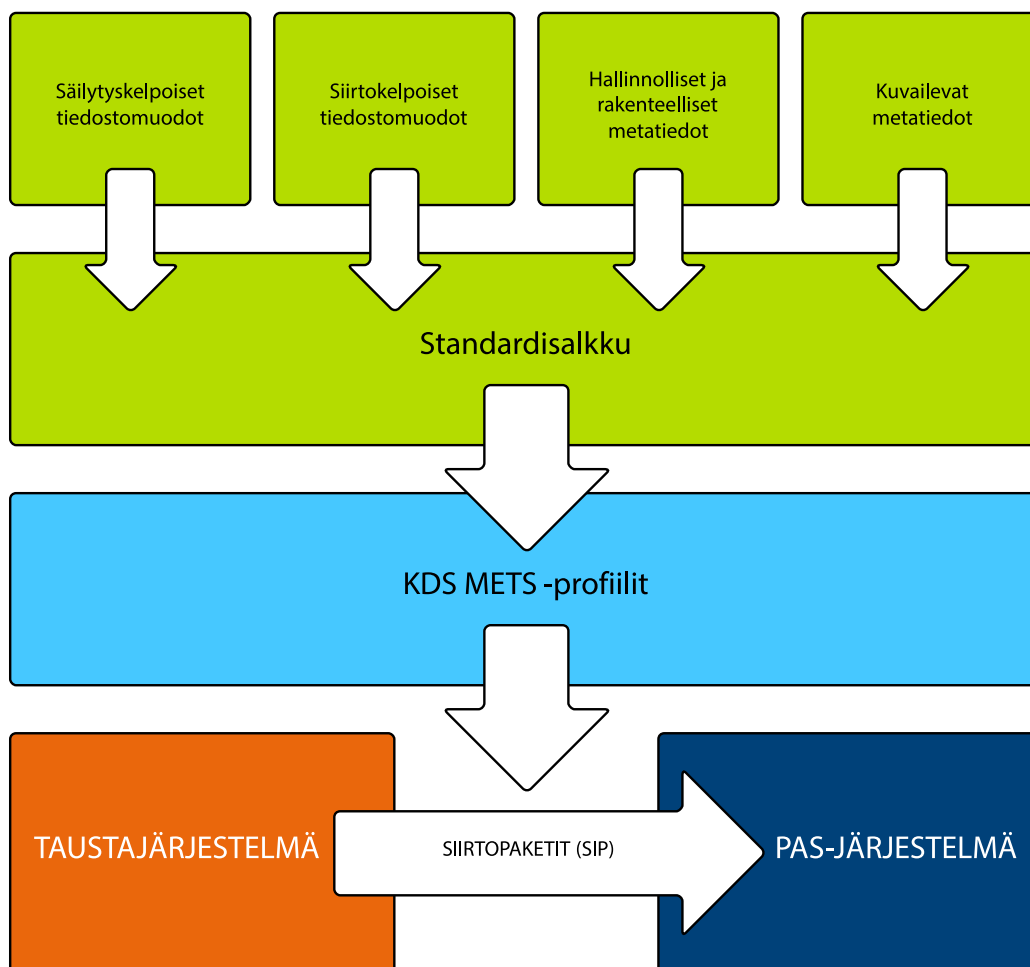 Säilytyskelpoiset
tiedostomuodot
Siirtokelpoiset
tiedostomuodot
Hallinnolliset ja
rakenteelliset
metatiedot
Kuvailevat
metatiedot
Standardisalkku
KDS METS -profiilit
TAUSTAJÄRJESTELMÄ
SIIRTOPAKETIT (SIP)
PAS-JÄRJESTELMÄ